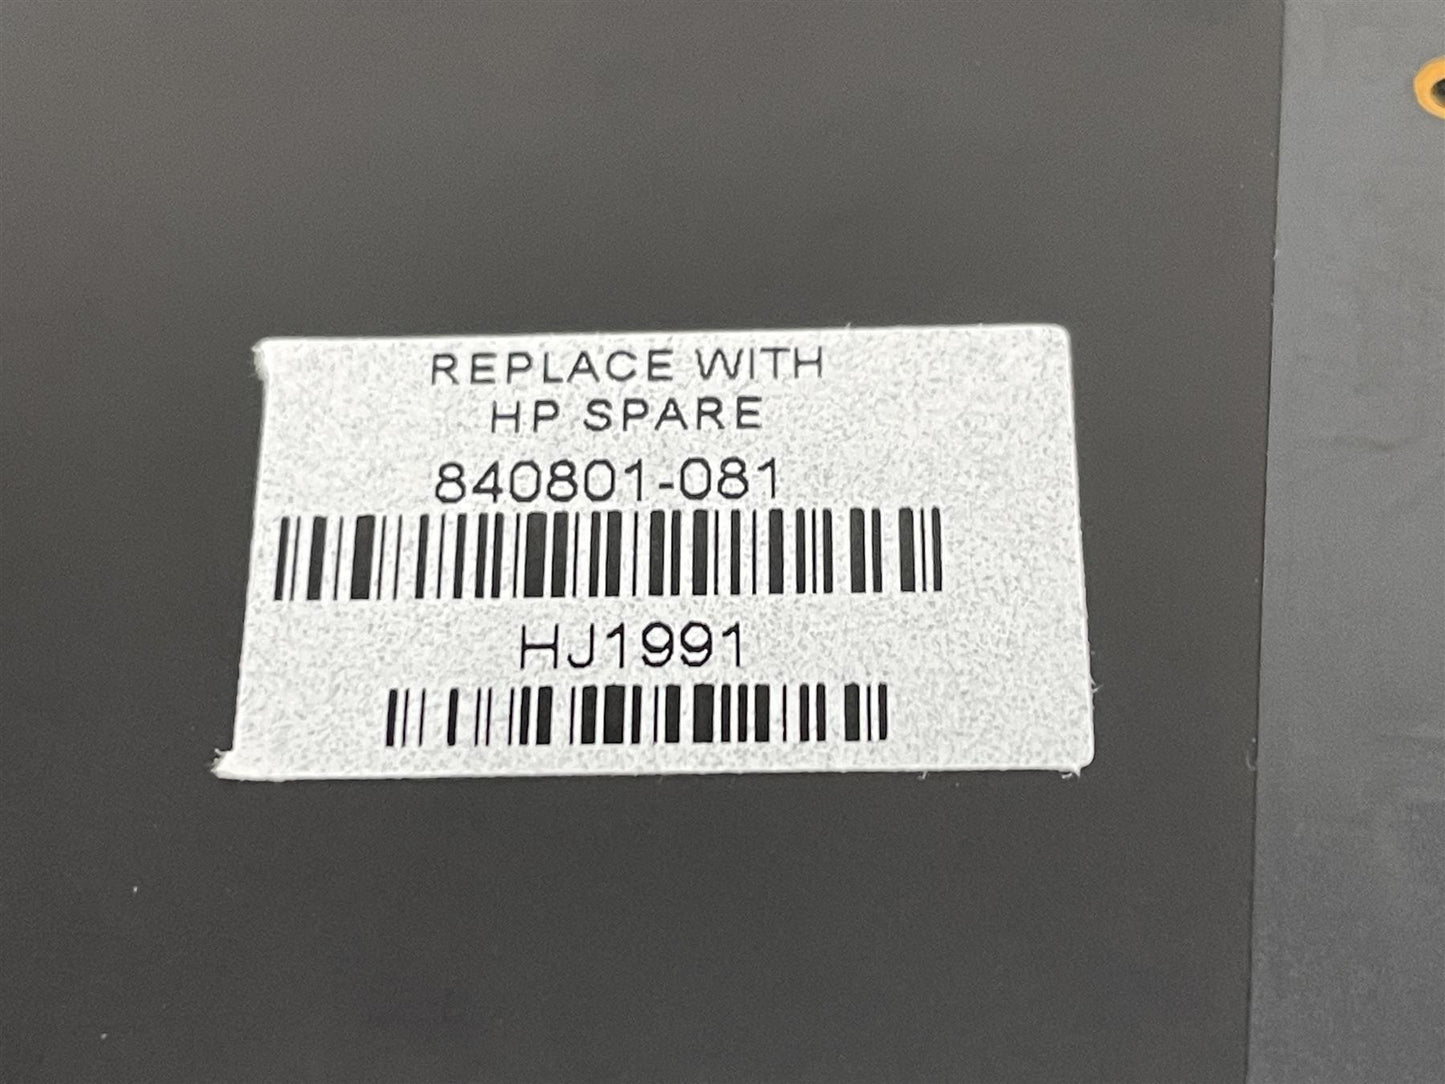 REPLACE WITH
HP SPARE
840801-081
HJ1991